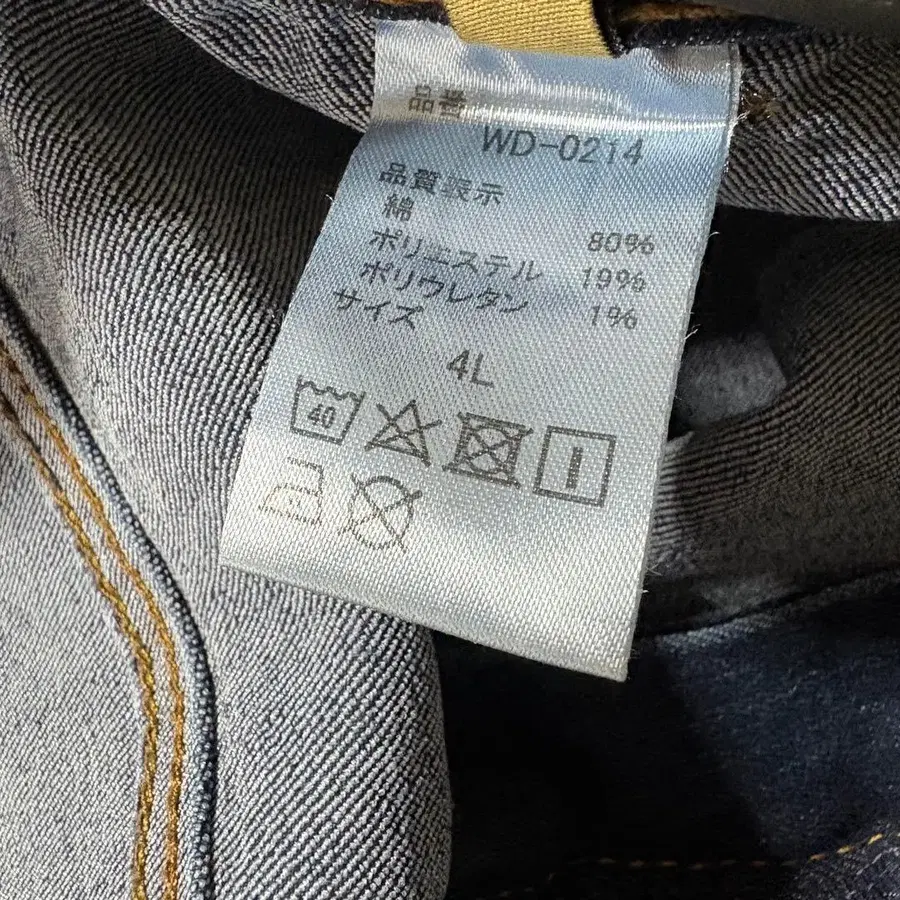 品番
WD-0214
品質表示
綿 80%
ポリエステル 19%
ポリウレタン 1%
サイズ
4L
40